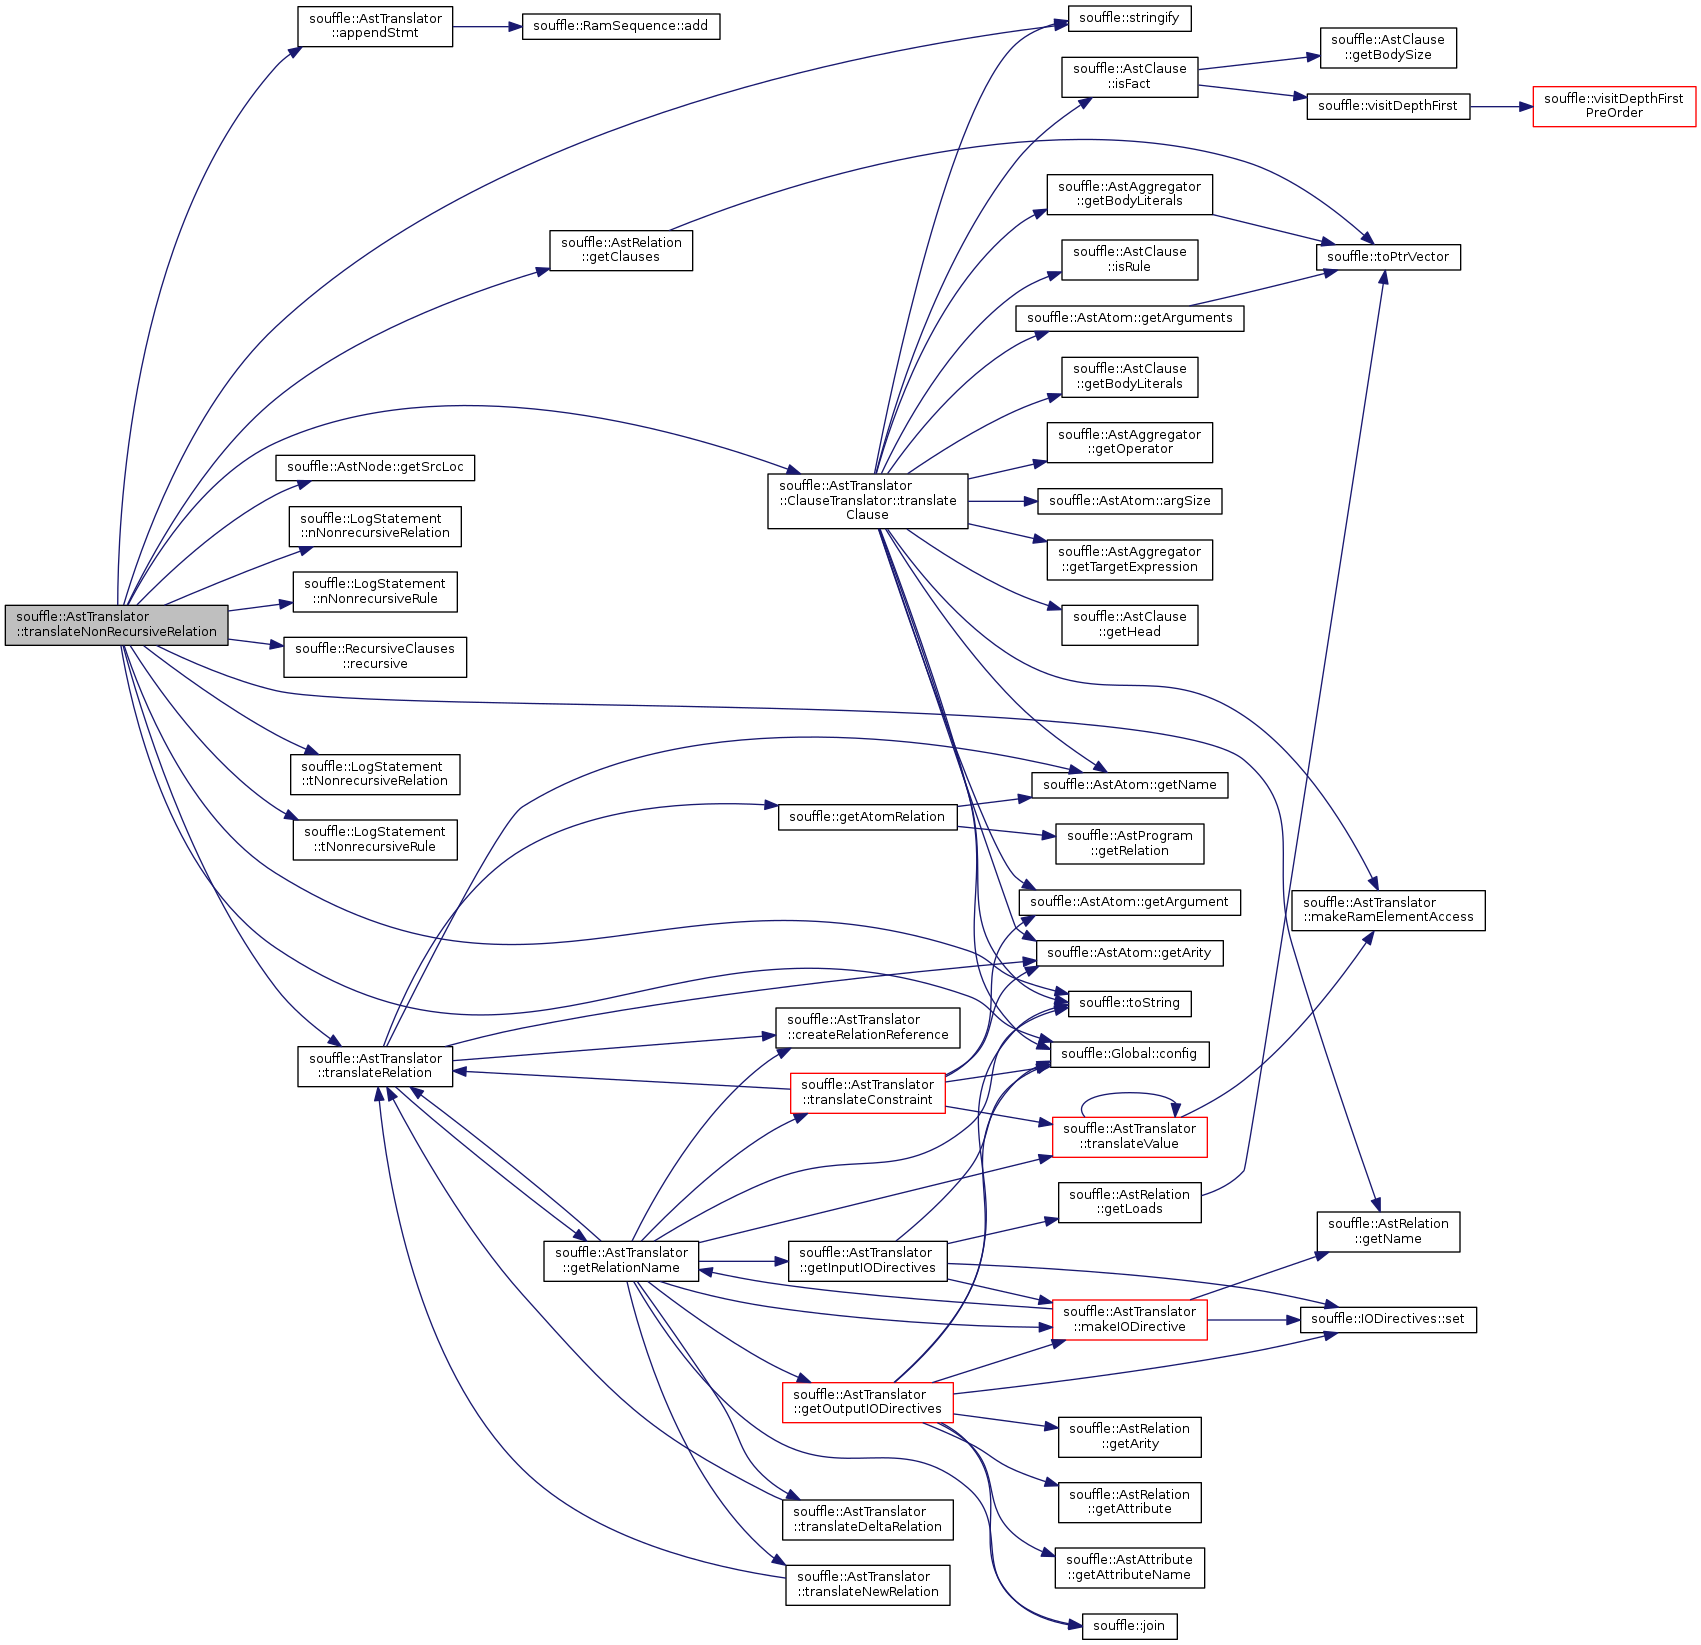 souffle::AstTranslator
::translateNonRecursiveRelation
souffle::AstTranslator
::appendStmt
souffle::RamSequence::add
souffle::stringify
souffle::AstClause
::isFact
souffle::AstClause
::getBodySize
souffle::visitDepthFirst
souffle::visitDepthFirst
PreOrder
souffle::AstRelation
::getClauses
souffle::AstAggregator
::getBodyLiterals
souffle::AstClause
::isRule
souffle::toPtrVector
souffle::AstAtom::getArguments
souffle::AstClause
::getBodyLiterals
souffle::AstAggregator
::getOperator
souffle::AstNode::getSrcLoc
souffle::AstTranslator
::ClauseTranslator::translate
Clause
souffle::AstAtom::argSize
souffle::LogStatement
::nNonrecursiveRelation
souffle::AstAggregator
::getTargetExpression
souffle::LogStatement
::nNonrecursiveRule
souffle::AstClause
::getHead
souffle::RecursiveClauses
::recursive
souffle::LogStatement
::tNonrecursiveRelation
souffle::AstAtom::getName
souffle::LogStatement
::tNonrecursiveRule
souffle::getAtomRelation
souffle::AstProgram
::getRelation
souffle::AstAtom::getArgument
souffle::AstTranslator
::makeRamElementAccess
souffle::AstAtom::getArity
souffle::toString
souffle::AstTranslator
::createRelationReference
souffle::Global::config
souffle::AstTranslator
::translateRelation
souffle::AstTranslator
::translateConstraint
souffle::AstTranslator
::translateValue
souffle::AstRelation
::getLoads
souffle::AstRelation
::getName
souffle::AstTranslator
::getRelationName
souffle::AstTranslator
::getInputIODirectives
souffle::AstTranslator
::makeIODirective
souffle::IODirectives::set
souffle::AstTranslator
::getOutputIODirectives
souffle::AstRelation
::getArity
souffle::AstRelation
::getAttribute
souffle::AstTranslator
::translateDeltaRelation
souffle::AstAttribute
::getAttributeName
souffle::AstTranslator
::translateNewRelation
souffle::join